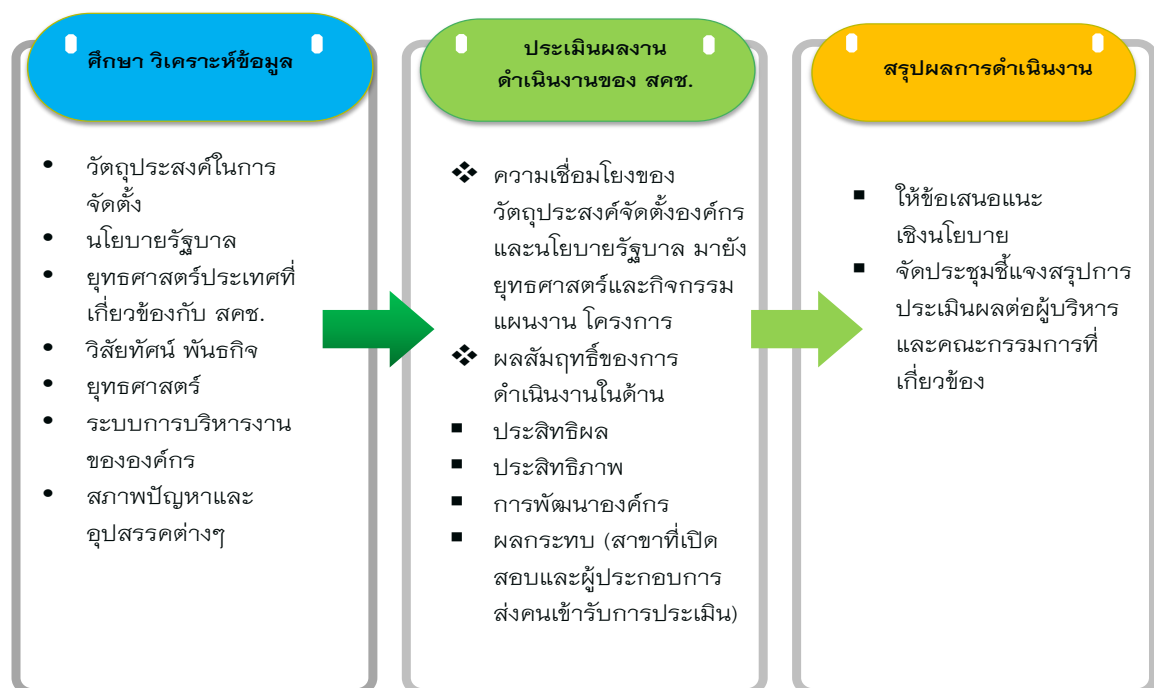 ศึกษา วิเคราะห์ข้อมูล
• วัตถุประสงค์ในการ
จัดตั้ง
• นโยบายรัฐบาล
• ยุทธศาสตร์ประเทศที่
เกี่ยวข้องกับ สคช.
• วิสัยทัศน์ พันธกิจ
• ยุทธศาสตร์
• ระบบการบริหารงาน
ขององค์กร
• สภาพปัญหาและ
อุปสรรคต่างๆ
ประเมินผลงาน
ดำเนินงานของ สคช.
❖ ความเชื่อมโยงของ
วัตถุประสงค์จัดตั้งองค์กร
และนโยบายรัฐบาล มายัง
ยุทธศาสตร์และกิจกรรม
แผนงาน โครงการ
❖ ผลสัมฤทธิ์ของการ
ดำเนินงานในด้าน
▪ ประสิทธิผล
▪ ประสิทธิภาพ
▪ การพัฒนาองค์กร
▪ ผลกระทบ (สาขาที่เปิด
สอบและผู้ประกอบการ
ส่งคนเข้ารับการประเมิน)
สรุปผลการดำเนินงาน
▪ ให้ข้อเสนอแนะ
เชิงนโยบาย
▪ จัดประชุมชี้แจงสรุปการ
ประเมินผลต่อผู้บริหาร
และคณะกรรมการที่
เกี่ยวข้อง